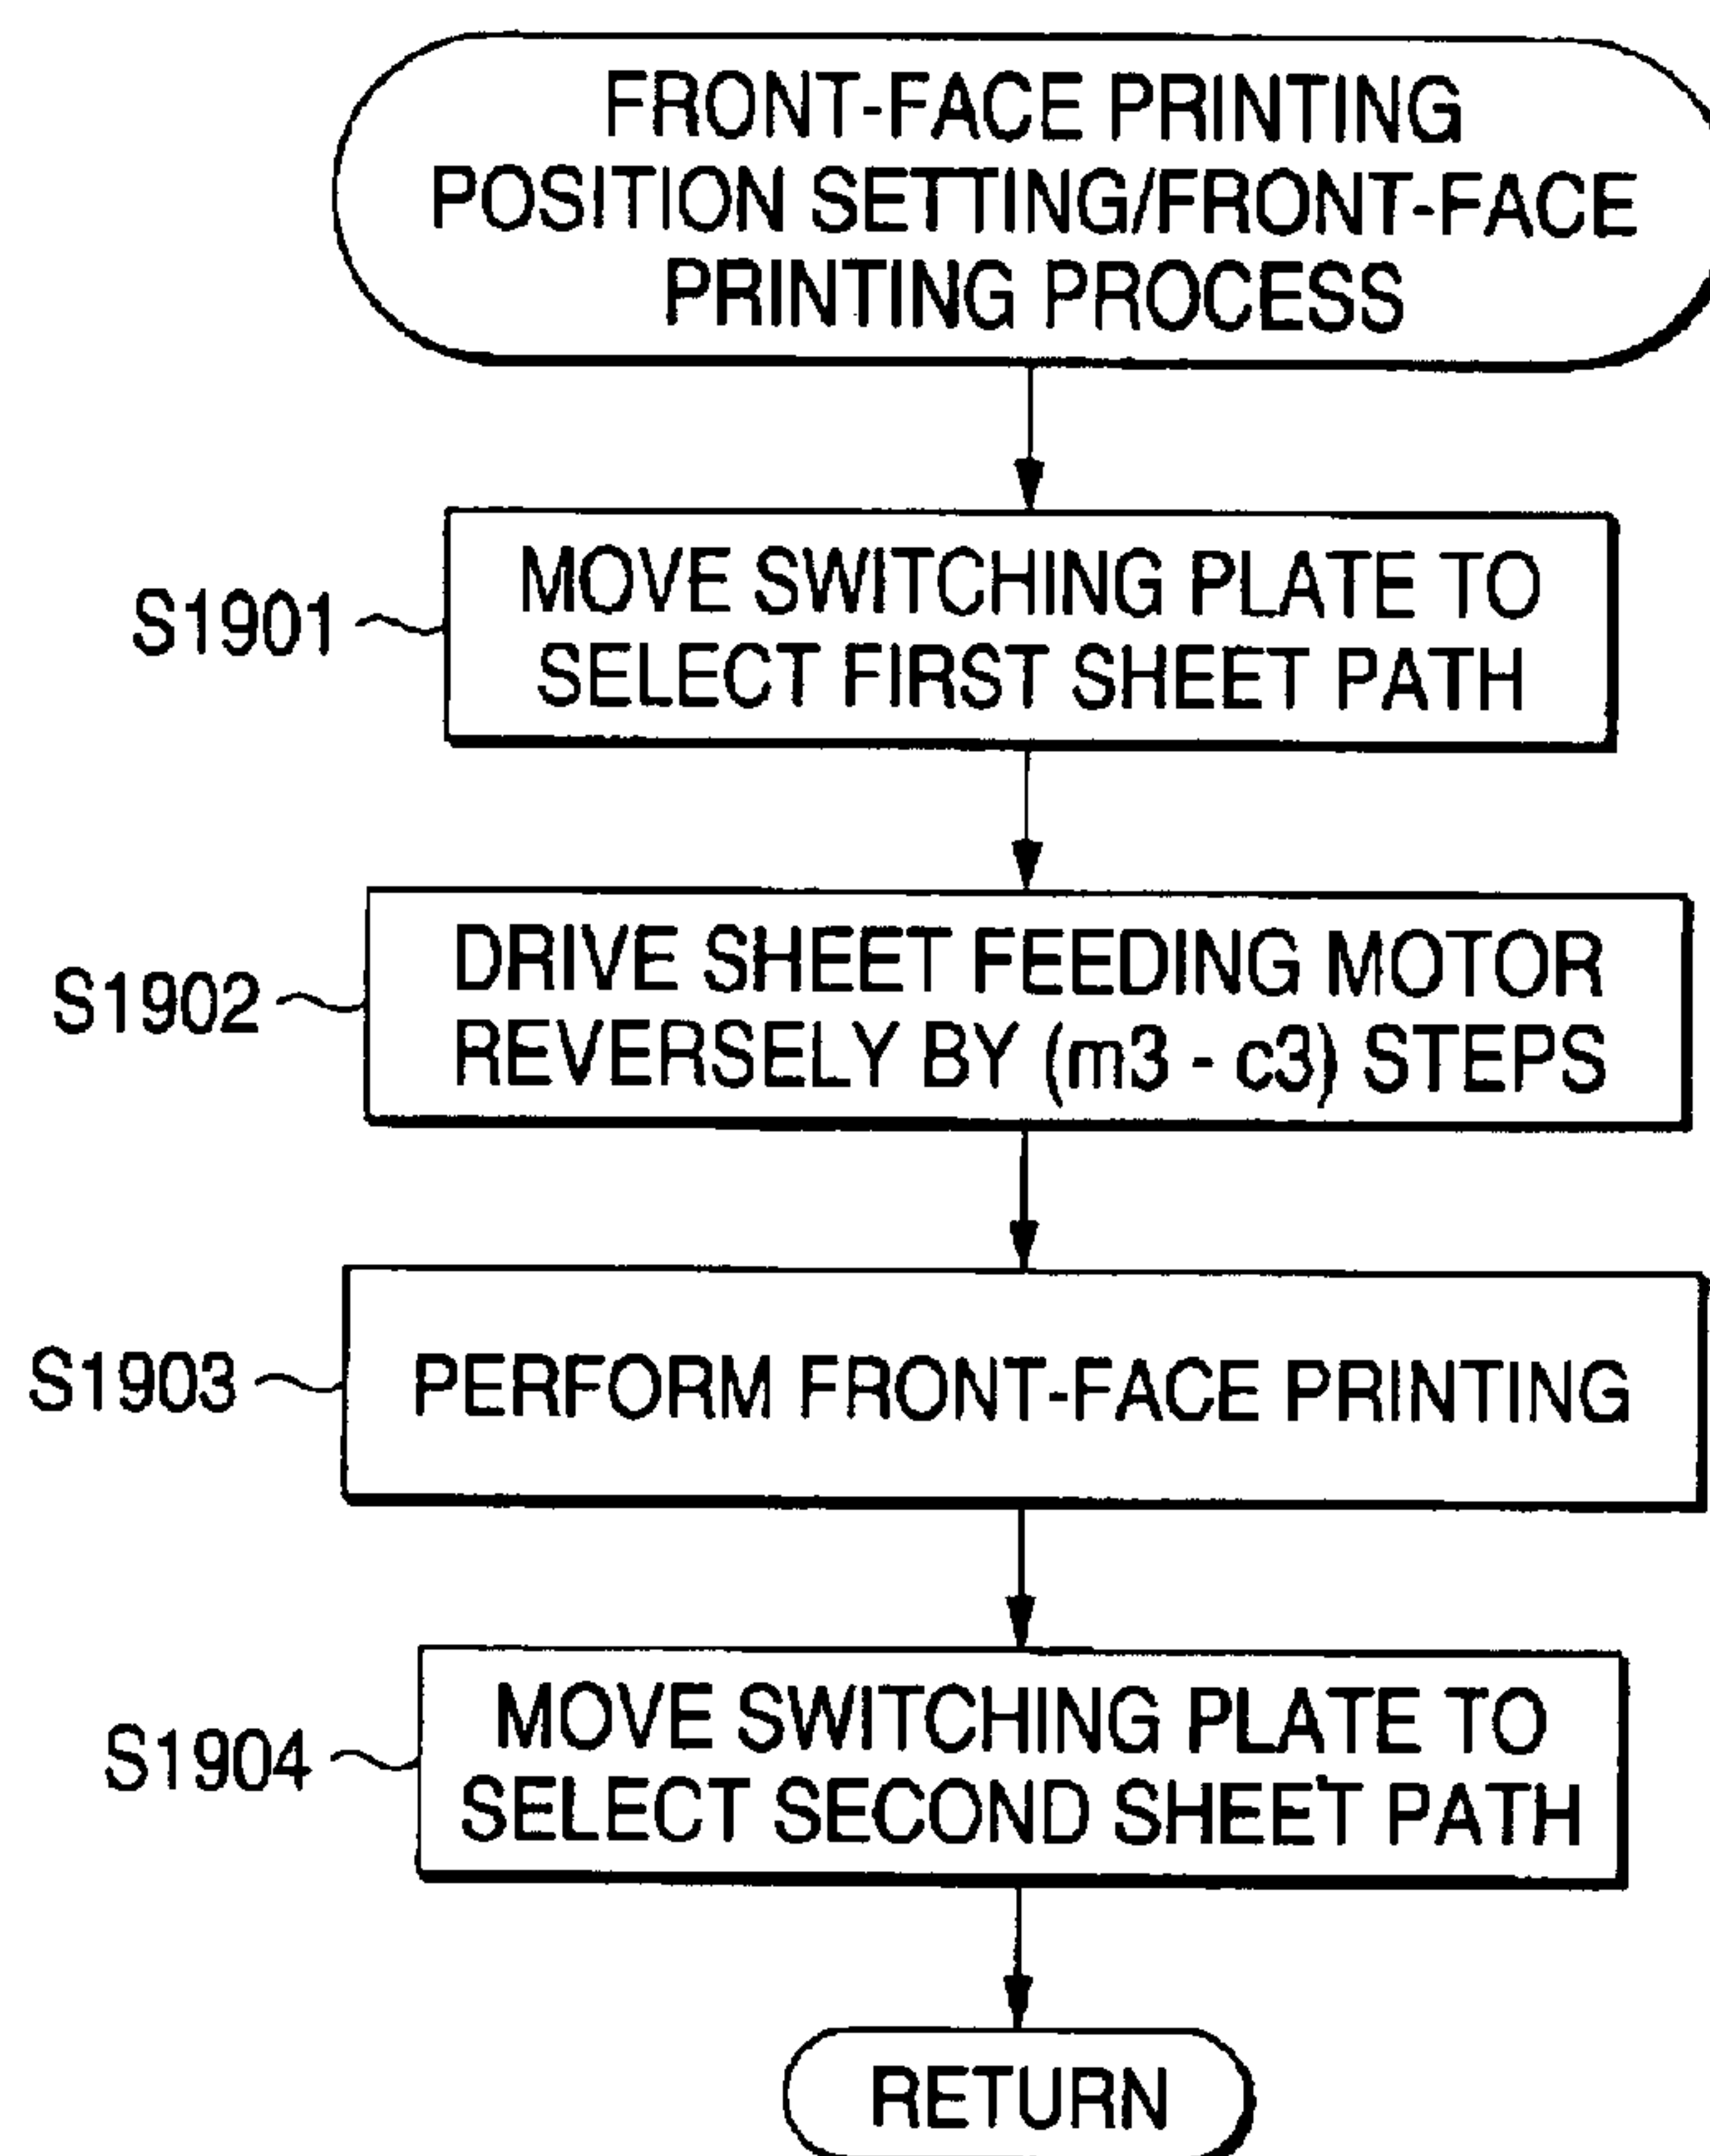 FRONT-FACE PRINTING
POSITION SETTING/FRONT-FACE
PRINTING PROCESS
S1901
MOVE SWITCHING PLATE TO
SELECT FIRST SHEET PATH
S1902
DRIVE SHEET FEEDING MOTOR
REVERSELY BY (m3 - c3) STEPS
S1903
PERFORM FRONT-FACE PRINTING
S1904
MOVE SWITCHING PLATE TO
SELECT SECOND SHEET PATH
RETURN